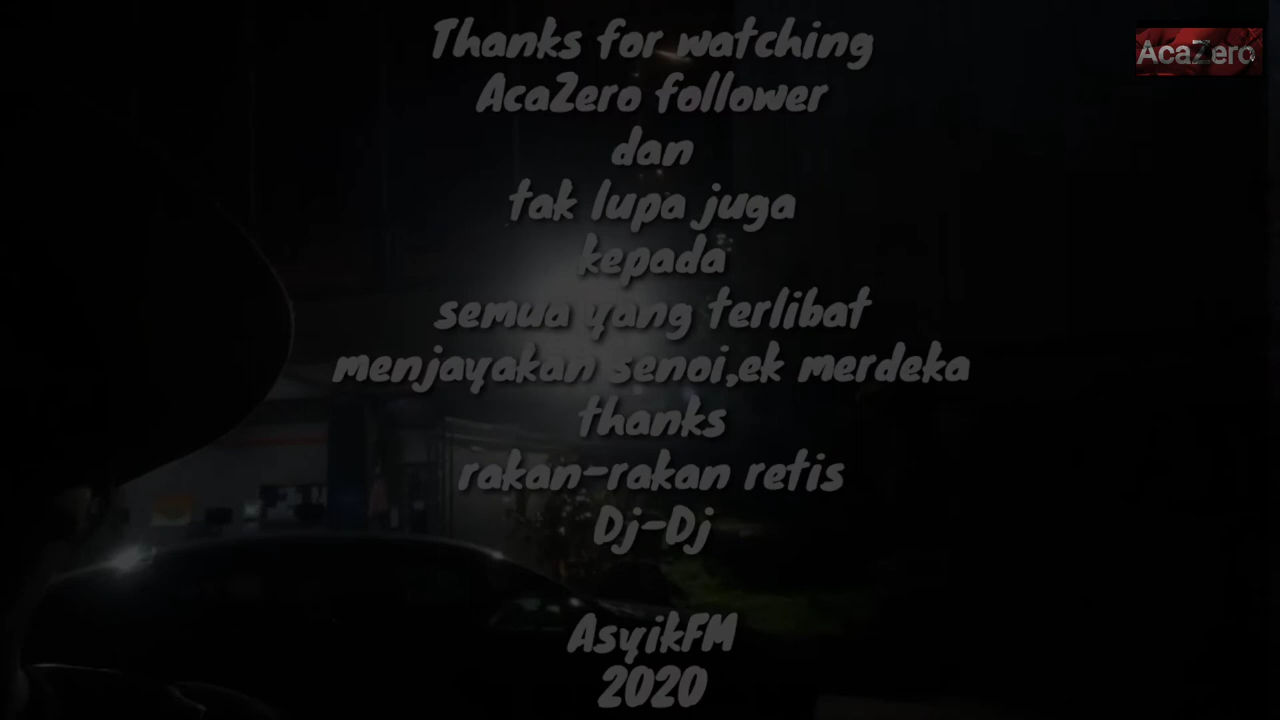 Thanks for watching
AcaZero
AcaZero follower
dan
tak lupa juga
kepada
semua yang terlibat
menjayakan senoi,ek merdeka
thanks
rakan-rakan retis
Dj-Dj
AsyikFM
2020